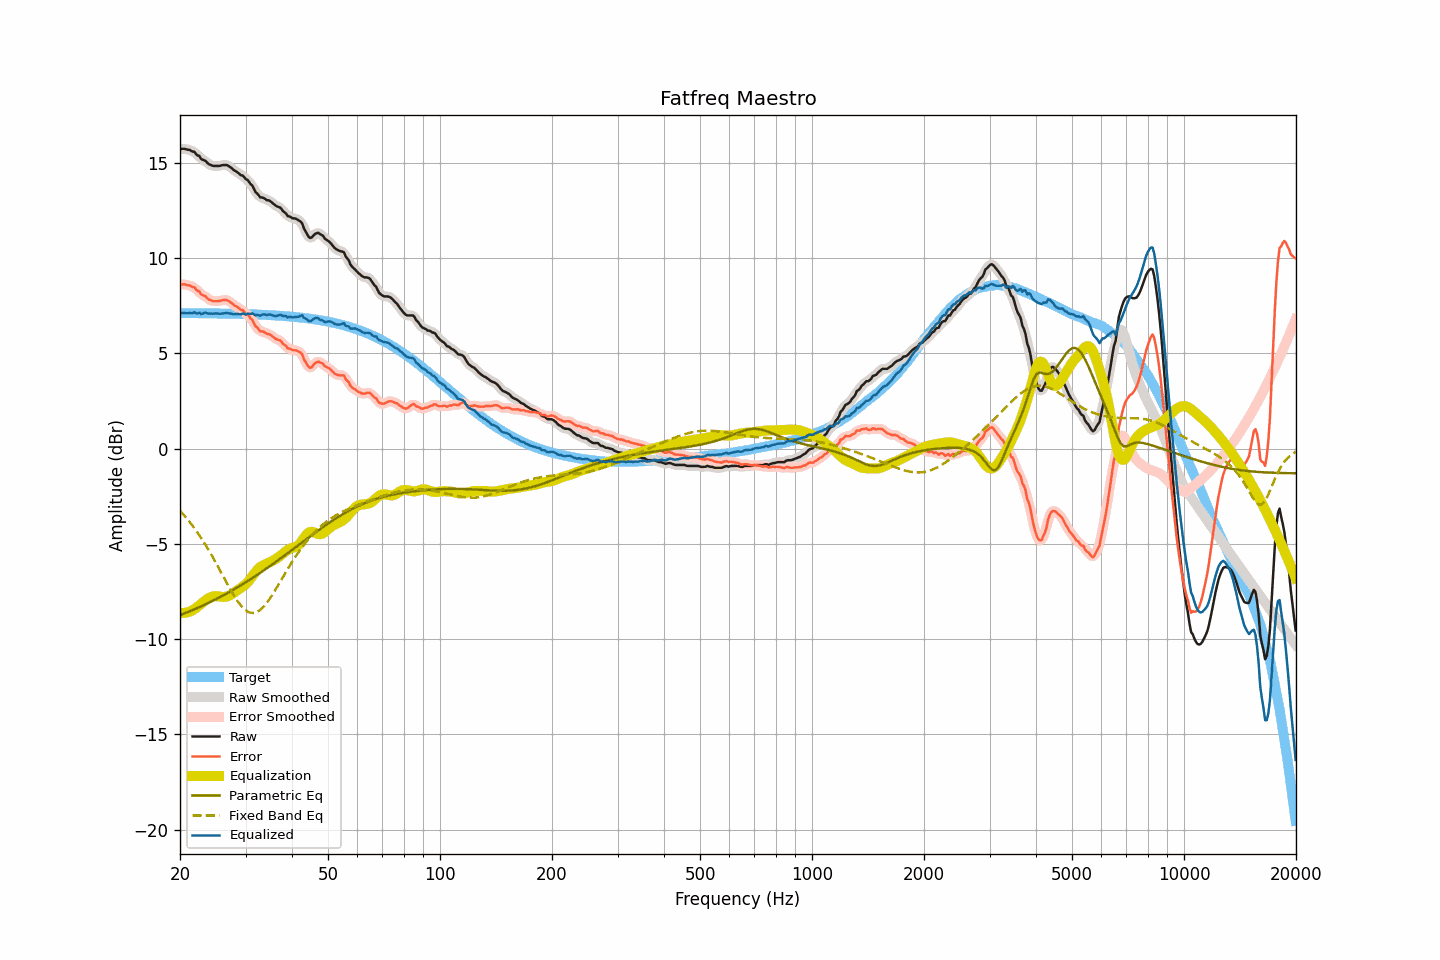 Fatfreq Maestro
Amplitude (dBr)
15
10
5
0
−5
−10
−15
−20
Target
Raw Smoothed
Error Smoothed
Raw
Error
Equalization
Parametric Eq
Fixed Band Eq
Equalized
20 50 100 200 500 1000 2000 5000 10000 20000
Frequency (Hz)